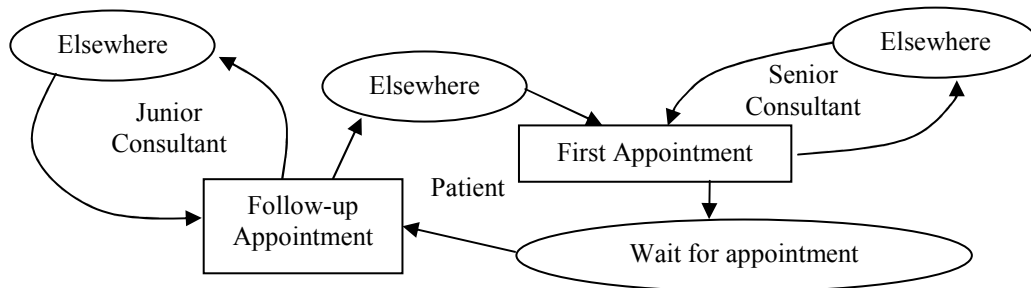 Elsewhere
Elsewhere
Elsewhere
Senior
Consultant
Junior
Consultant
First Appointment
Patient
Follow-up
Appointment
Wait for appointment